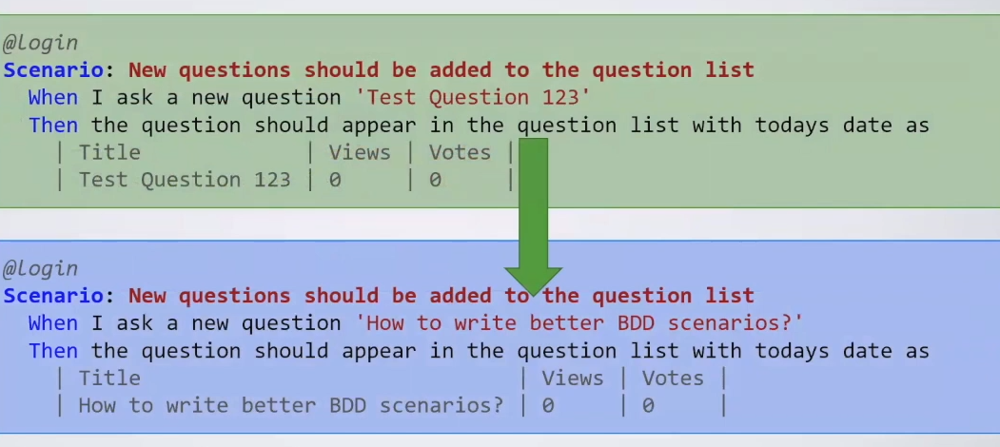 @login
Scenario: New questions should be added to the question list
When I ask a new question 'Test Question 123'
Then the question should appear in the question list with todays date as
| Title | Views | Votes |
| Test Question 123 | 0 | 0 |
@login
Scenario: New questions should be added to the question list
When I ask a new question 'How to write better BDD scenarios?'
Then the question should appear in the question list with todays date as
| Title | Views | Votes |
| How to write better BDD scenarios? | 0 | 0 |